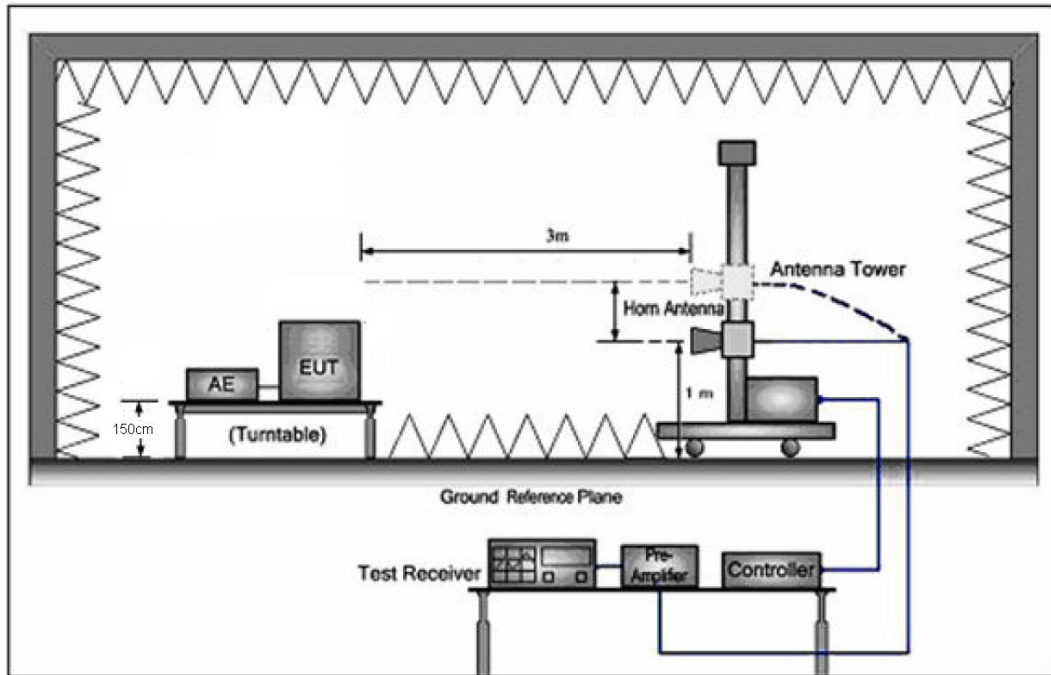 3m
Antenna Tower
Horn Antenna
EUT
AE
1 m
150cm
(Turntable)
Ground Reference Plane
Test Receiver
Pre-
Amplifier
Controller